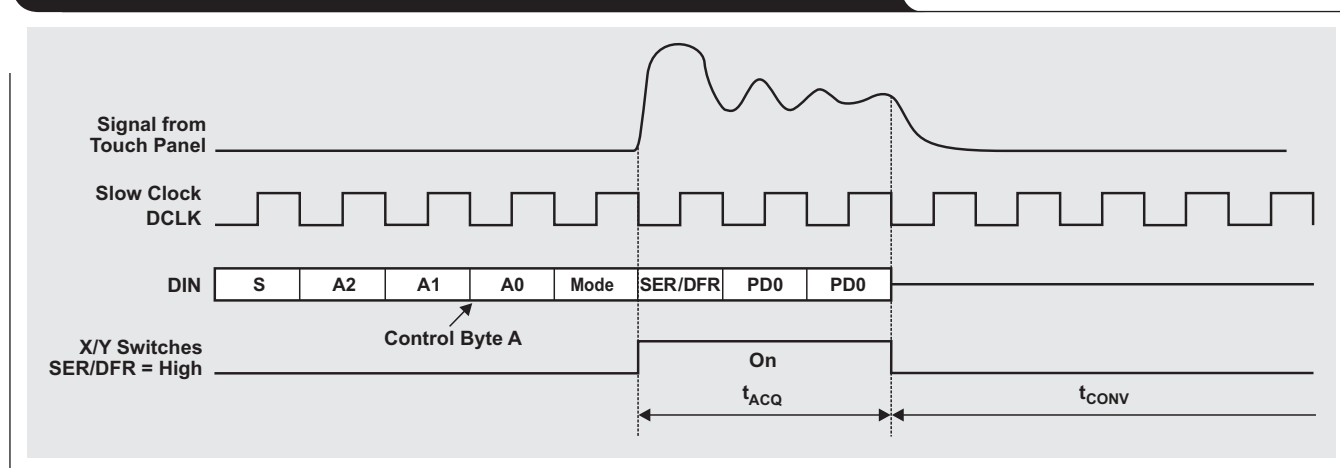 Signal from
Touch Panel
Slow Clock
DCLK
DIN
S A2 A1 A0 Mode SER/DFR PD0 PD0
Control Byte A
X/Y Switches
SER/DFR = High
On
tACQ
tCONV